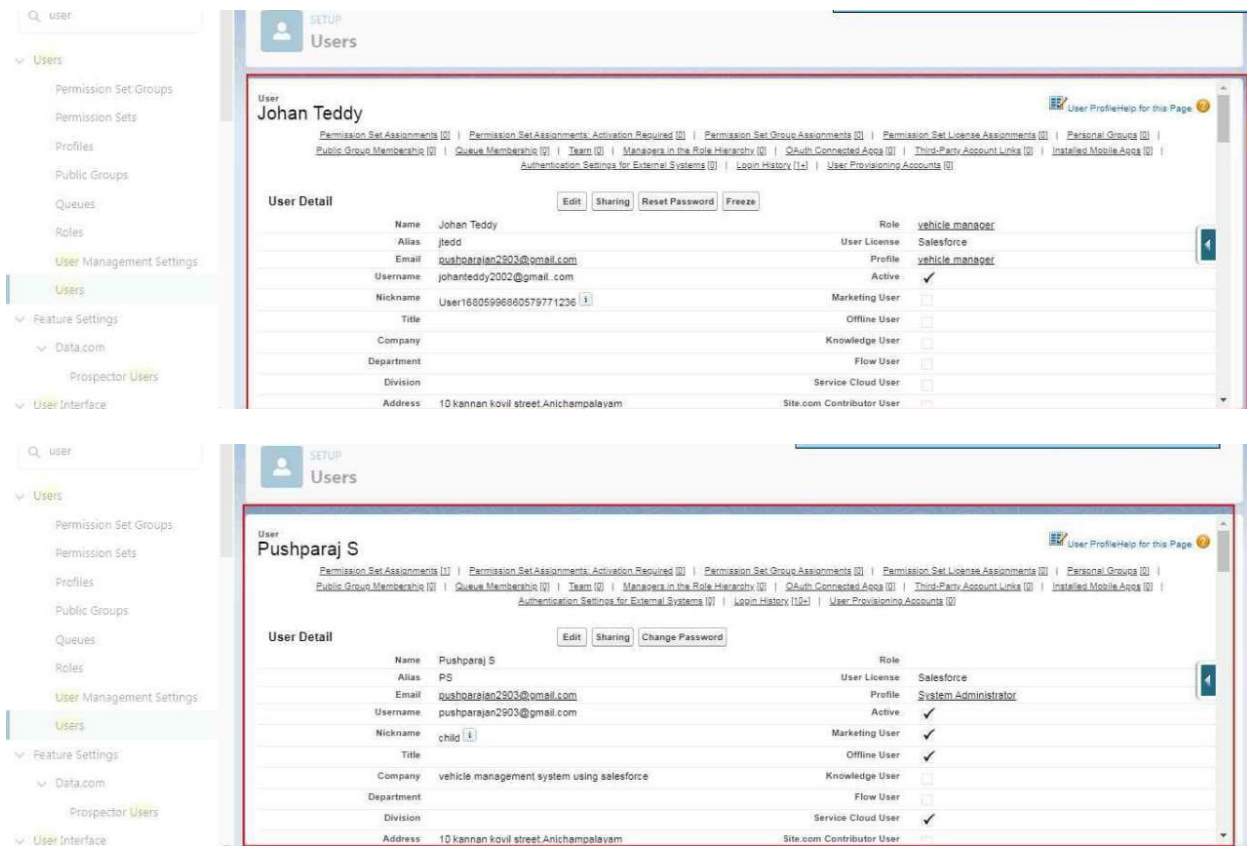 user
SETUP
Users
Users
Permission Set Groups
Permission Sets
Profiles
Public Groups
Queues
Roles
User Management Settings
Users
Feature Settings
Data.com
Prospector Users
User Interface
User
Johan Teddy
User Profile Help for this Page
Permission Set Assignments [0] | Permission Set Assignments: Activation Required [0] | Permission Set Group Assignments [0] | Permission Set License Assignments [0] | Personal Groups [0] |
Public Group Membership [0] | Queue Membership [0] | Team [0] | Managers in the Role Hierarchy [0] | OAuth Connected Apps [0] | Third-Party Account Links [0] | Installed Mobile Apps [0] |
Authentication Settings for External Systems [0] | Login History [1+] | User Provisioning Accounts [0]
User Detail Edit Sharing Reset Password Freeze
Name Johan Teddy Role vehicle manager
Alias jtedd User License Salesforce
Email pushparajan2903@gmail.com Profile vehicle manager
Username johanteddy2002@gmail..com Active ✓
Nickname User16805996860579771236 i Marketing User
Title Offline User
Company Knowledge User
Department Flow User
Division Service Cloud User
Address 10 kannan kovil street,Anichampalayam Site.com Contributor User
user
SETUP
Users
Users
Permission Set Groups
Permission Sets
Profiles
Public Groups
Queues
Roles
User Management Settings
Users
Feature Settings
Data.com
Prospector Users
User Interface
User
Pushparaj S
User Profile Help for this Page
Permission Set Assignments [1] | Permission Set Assignments: Activation Required [0] | Permission Set Group Assignments [0] | Permission Set License Assignments [0] | Personal Groups [0] |
Public Group Membership [0] | Queue Membership [0] | Team [0] | Managers in the Role Hierarchy [0] | OAuth Connected Apps [0] | Third-Party Account Links [0] | Installed Mobile Apps [0] |
Authentication Settings for External Systems [0] | Login History [10+] | User Provisioning Accounts [0]
User Detail Edit Sharing Change Password
Name Pushparaj S Role
Alias PS User License Salesforce
Email pushparajan2903@gmail.com Profile System Administrator
Username pushparajan2903@gmail.com Active ✓
Nickname child i Marketing User ✓
Title Offline User ✓
Company vehicle management system using salesforce Knowledge User
Department Flow User
Division Service Cloud User ✓
Address 10 kannan kovil street,Anichampalayam Site.com Contributor User